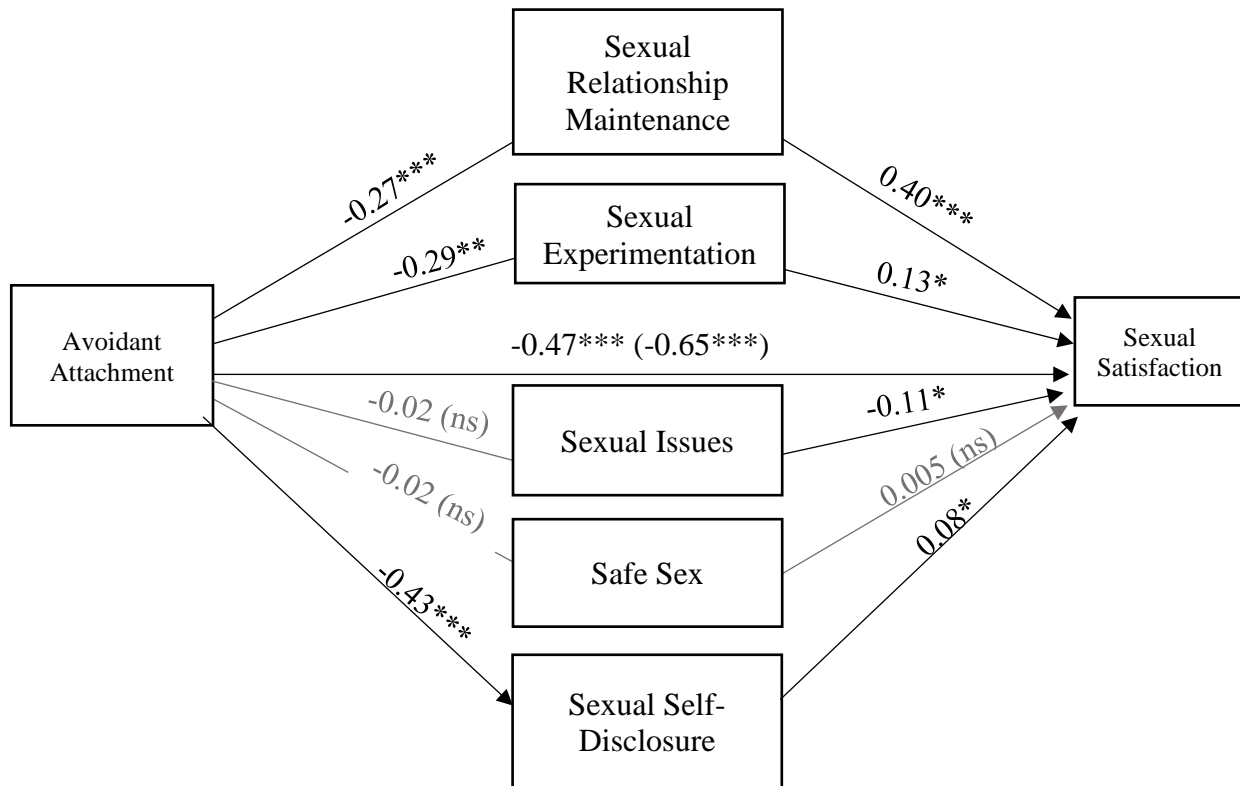 Sexual
Relationship
Maintenance
-0.27***
0.40***
Sexual
Experimentation
-0.29**
0.13*
Avoidant
Attachment
-0.47*** (-0.65***)
Sexual
Satisfaction
-0.02 (ns)
Sexual Issues
-0.11*
-0.02 (ns)
0.005 (ns)
Safe Sex
0.08*
-0.43***
Sexual Self-
Disclosure